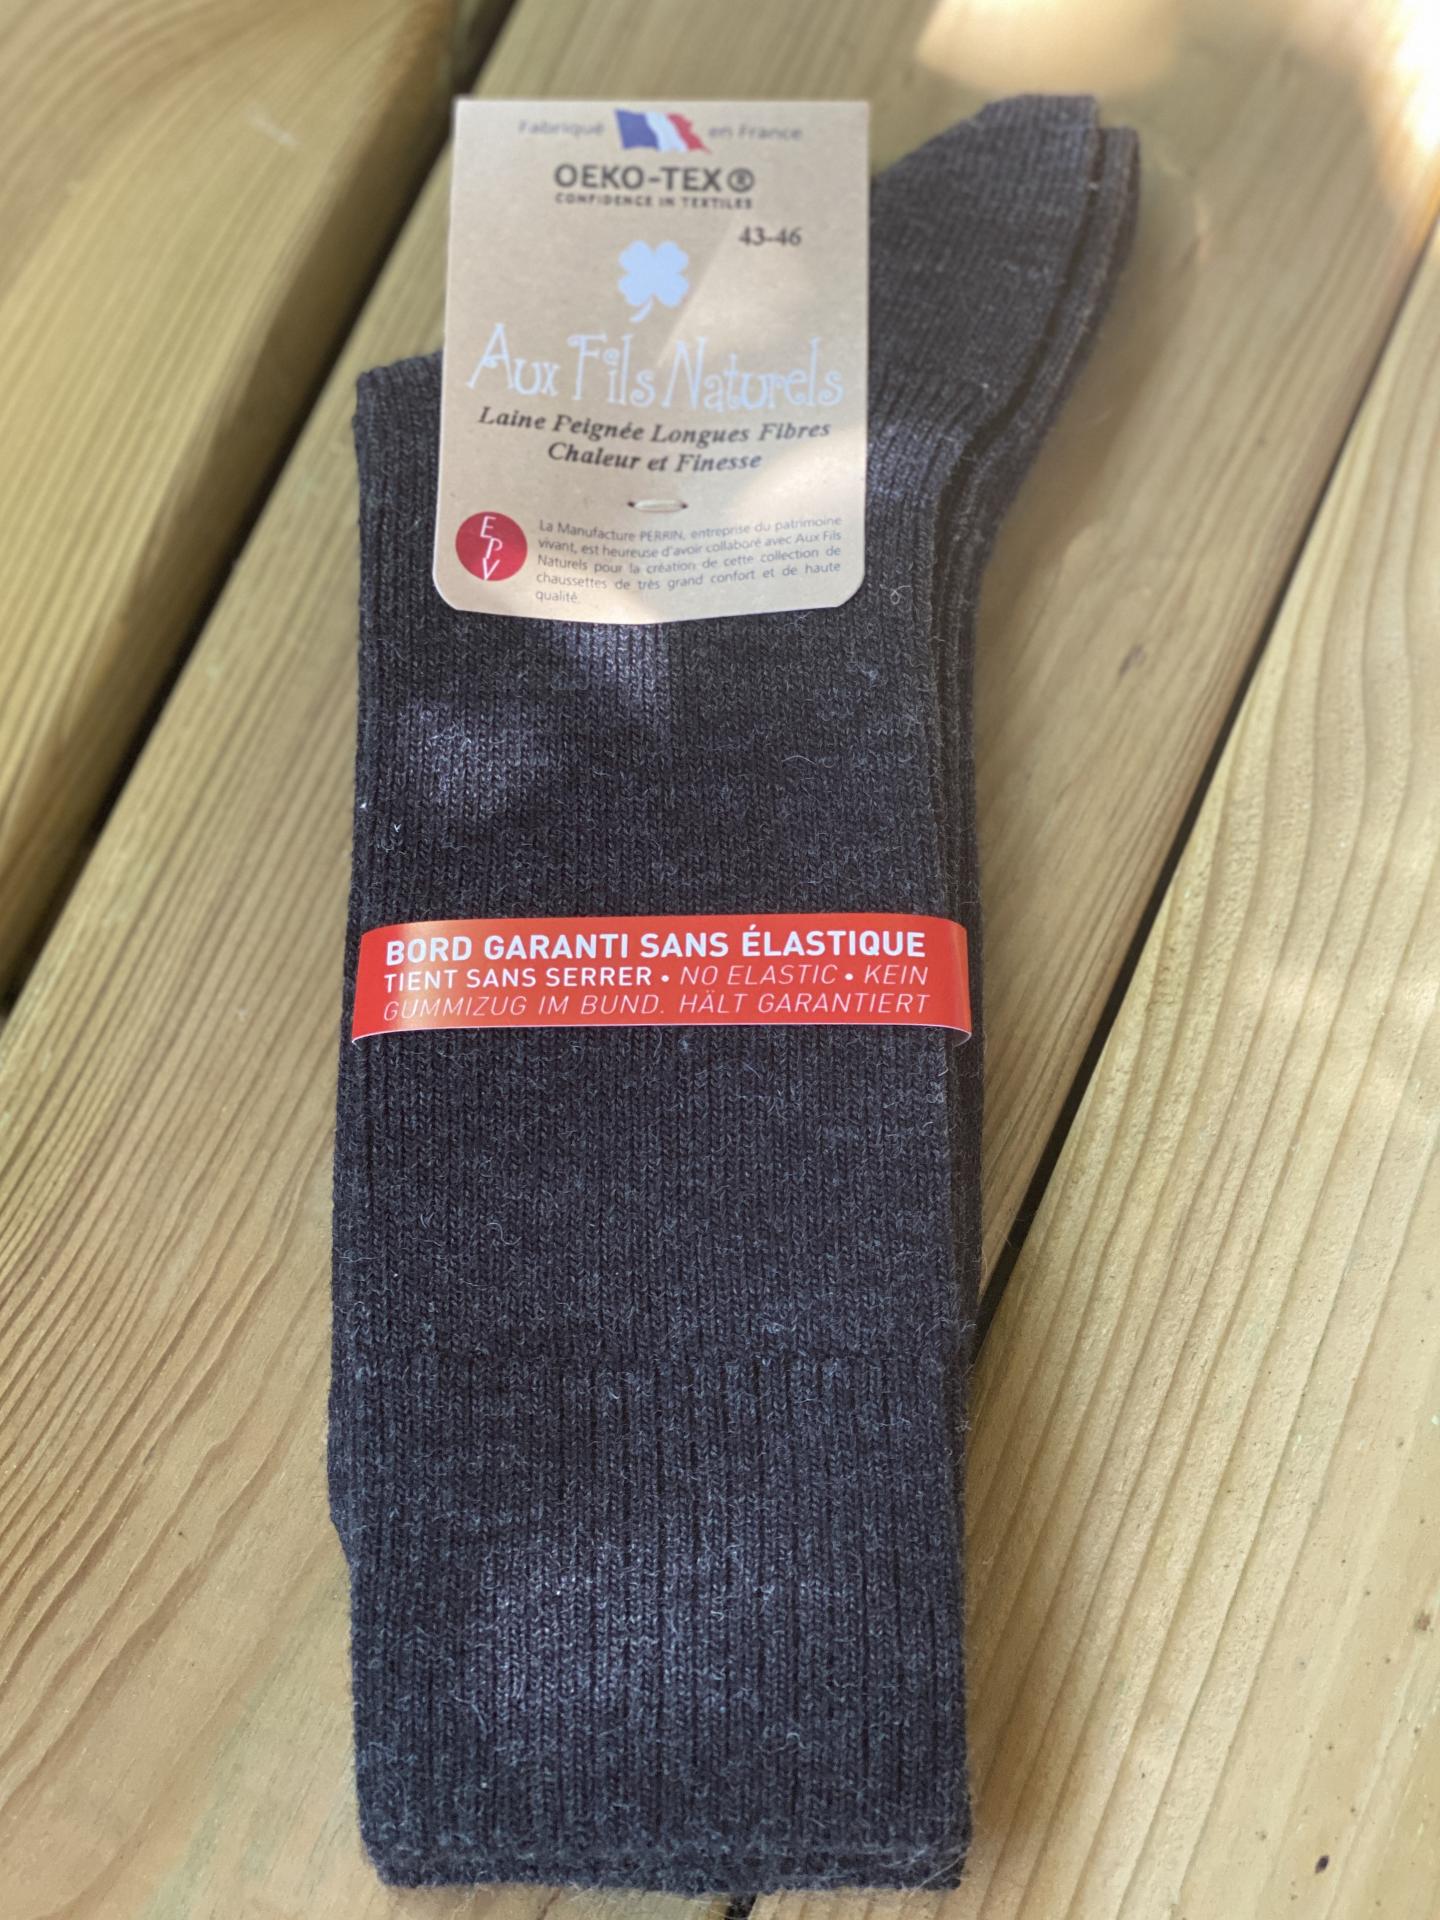 Fabriqué en France
OEKO-TEX®
CONFIDENCE IN TEXTILES
43-46
Aux Fils Naturels
Laine Peignée Longues Fibres
Chaleur et Finesse
EPV
La Manufacture PERRIN, entreprise du patrimoine
vivant, est heureuse d'avoir collaboré avec Aux Fils
Naturels pour la création de cette collection de
chaussettes de très grand confort et de haute
qualité.
BORD GARANTI SANS ÉLASTIQUE
TIENT SANS SERRER • NO ELASTIC • KEIN
GUMMIZUG IM BUND. HÄLT GARANTIERT